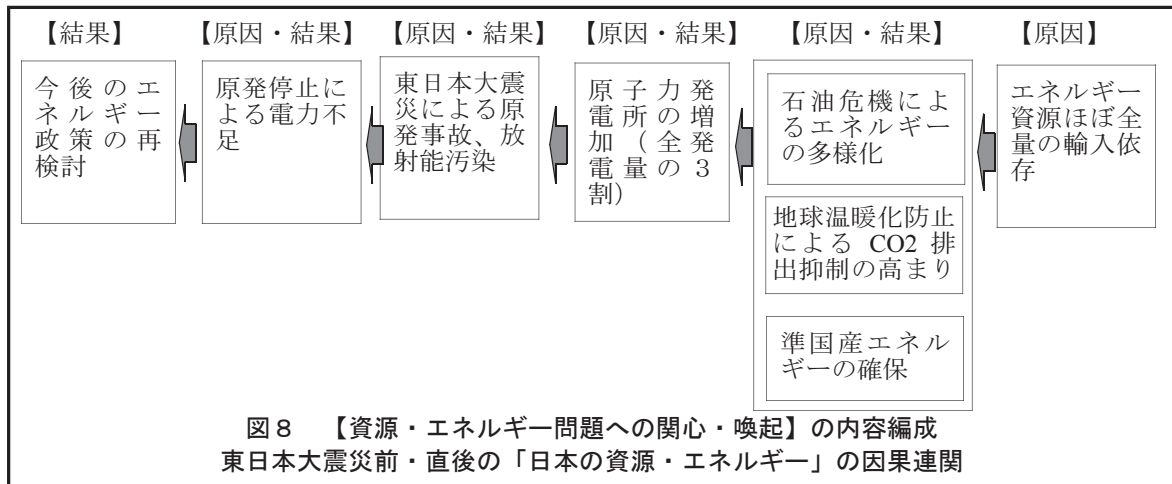 【結果】
【原因・結果】
【原因・結果】
【原因・結果】
【原因・結果】
【原因】
今後のエ
ネルギー
政策の再
検討
原発停止に
よる電力不
足
東日本大震
災による原
発事故、放
射能汚染
原子力発
電所の増
加（全発
電量の３
割）
石油危機によ
るエネルギー
の多様化
地球温暖化防止
による CO2 排
出抑制の高まり
準国産エネル
ギーの確保
エネルギー
資源ほぼ全
量の輸入依
存
図８　【資源・エネルギー問題への関心・喚起】の内容編成
東日本大震災前・直後の「日本の資源・エネルギー」の因果連関